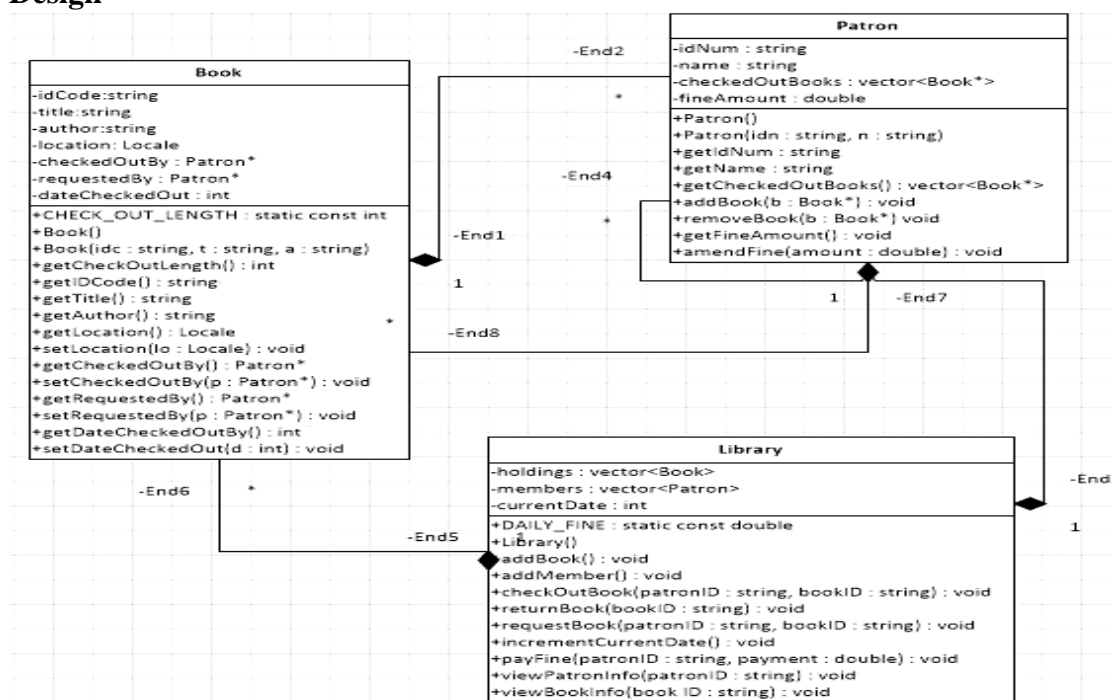 Design
Book
-idCode:string
-title:string
-author:string
-location: Locale
-checkedOutBy : Patron*
-requestedBy : Patron*
-dateCheckedOut : int
+CHECK_OUT_LENGTH : static const int
+Book()
+Book(idc : string, t : string, a : string)
+getCheckOutLength() : int
+getIDCode() : string
+getTitle() : string
+getAuthor() : string
+getLocation() : Locale
+setLocation(lo : Locale) : void
+getCheckedOutBy() : Patron*
+setCheckedOutBy(p : Patron*) : void
+getRequestedBy() : Patron*
+setRequestedBy(p : Patron*) : void
+getDateCheckedOutBy() : int
+setDateCheckedOut(d : int) : void
-End2
*
-End4
*
-End1
1
*
-End8
Patron
-idNum : string
-name : string
-checkedOutBooks : vector<Book*>
-fineAmount : double
+Patron()
+Patron(idn : string, n : string)
+getIdNum : string
+getName : string
+getCheckedOutBooks() : vector<Book*>
+addBook(b : Book*) : void
+removeBook(b : Book*) void
+getFineAmount() : void
+amendFine(amount : double) : void
1
-End7
-End6
*
-End5
1
Library
-holdings : vector<Book>
-members : vector<Patron>
-currentDate : int
+DAILY_FINE : static const double
+Library()
addBook() : void
+addMember() : void
+checkOutBook(patronID : string, bookID : string) : void
+returnBook(bookID : string) : void
+requestBook(patronID : string, bookID : string) : void
+incrementCurrentDate() : void
+payFine(patronID : string, payment : double) : void
+viewPatronInfo(patronID : string) : void
+viewBookInfo(book ID : string) : void
-End
1